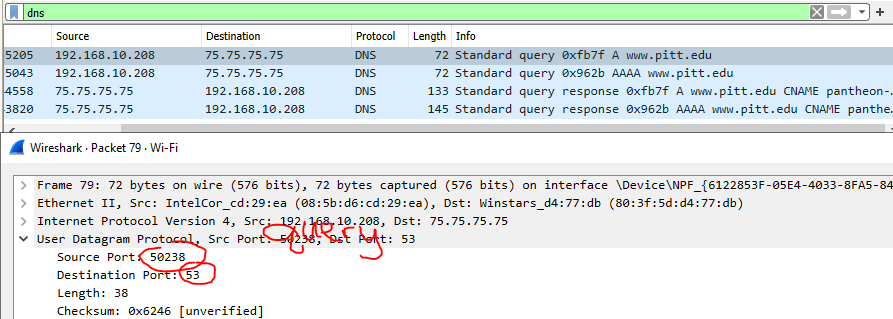 dns
Source Destination Protocol Length Info
5205 192.168.10.208 75.75.75.75 DNS 72 Standard query 0xfb7f A www.pitt.edu
5043 192.168.10.208 75.75.75.75 DNS 72 Standard query 0x962b AAAA www.pitt.edu
4558 75.75.75.75 192.168.10.208 DNS 133 Standard query response 0xfb7f A www.pitt.edu CNAME pantheon-…
3820 75.75.75.75 192.168.10.208 DNS 145 Standard query response 0x962b AAAA www.pitt.edu CNAME panthe…
Wireshark · Packet 79 · Wi-Fi
Frame 79: 72 bytes on wire (576 bits), 72 bytes captured (576 bits) on interface \Device\NPF_{6122853F-05E4-4033-8FA5-84
Ethernet II, Src: IntelCor_cd:29:ea (08:5b:d6:cd:29:ea), Dst: Winstars_d4:77:db (80:3f:5d:d4:77:db)
Internet Protocol Version 4, Src: 192.168.10.208, Dst: 75.75.75.75
User Datagram Protocol, Src Port: 50238, Dst Port: 53
query
Source Port: 50238
Destination Port: 53
Length: 38
Checksum: 0x6246 [unverified]